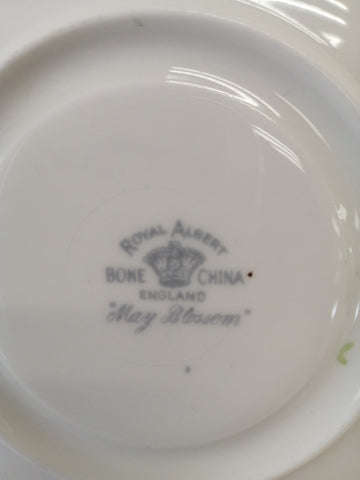 ROYAL ALBERT
BONE CHINA
ENGLAND
"May Blossom"